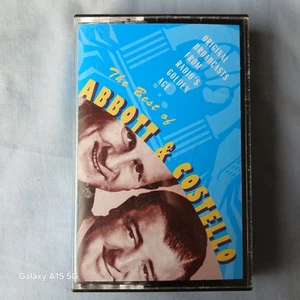 ORIGINAL
BROADCASTS
FROM
RADIO'S
GOLDEN
AGE
The Best of
ABBOTT & COSTELLO
Galaxy A15 5G